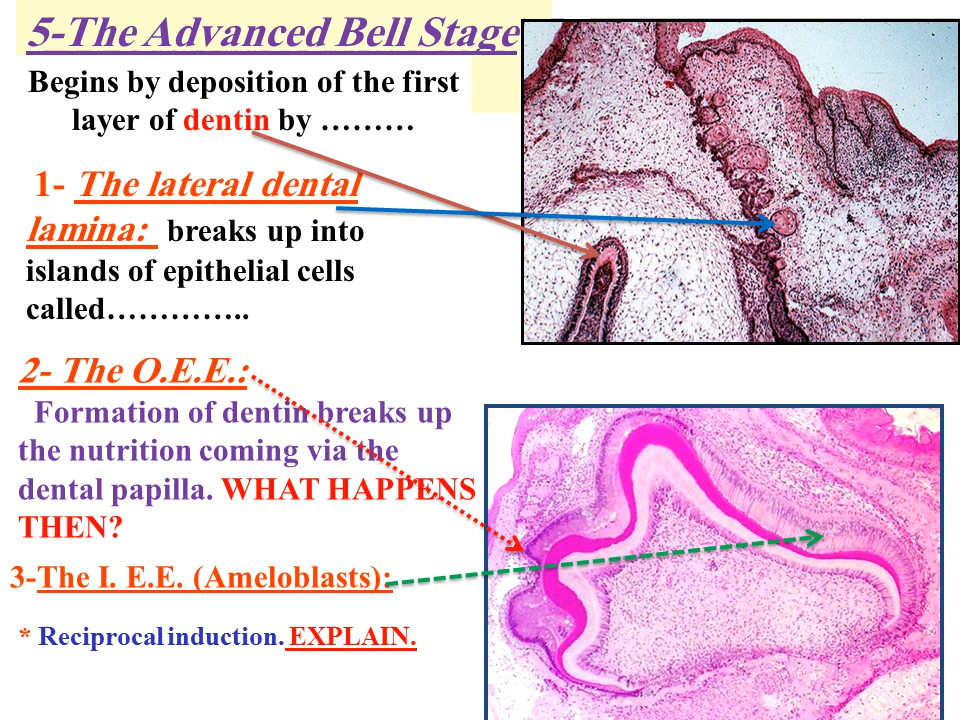 5-The Advanced Bell Stage
Begins by deposition of the first
layer of dentin by ………
1- The lateral dental
lamina: breaks up into
islands of epithelial cells
called…………..
2- The O.E.E.:
Formation of dentin breaks up
the nutrition coming via the
dental papilla. WHAT HAPPENS
THEN?
3-The I. E.E. (Ameloblasts):
* Reciprocal induction. EXPLAIN.